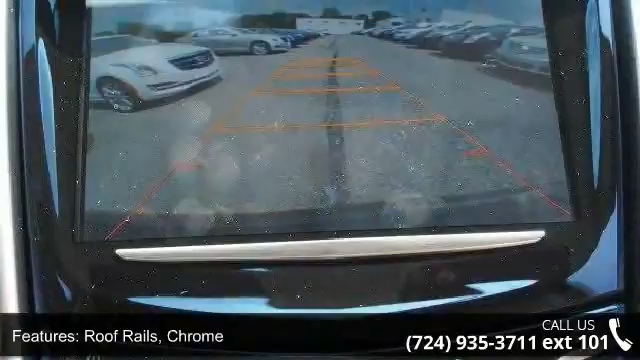 Features: Roof Rails, Chrome
CALL US
(724) 935-3711 ext 101